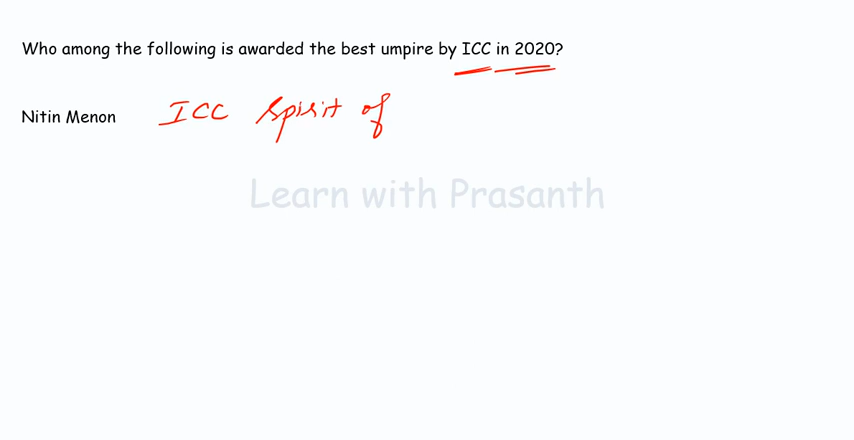 Who among the following is awarded the best umpire by ICC in 2020?
Nitin Menon ICC Spirit of
Learn with Prasanth